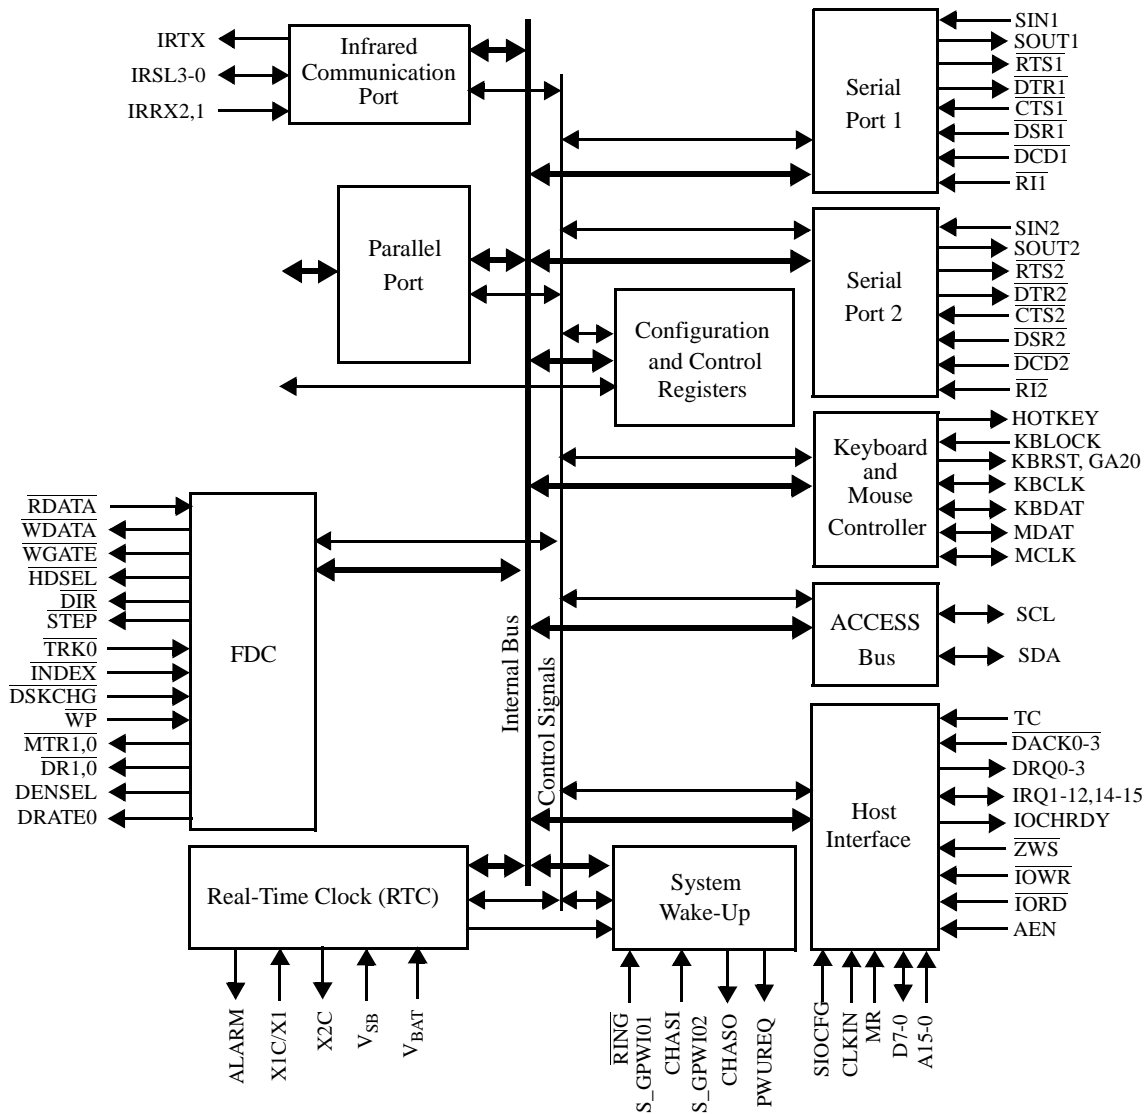 IRTX
IRSL3-0
IRRX2,1
Infrared
Communication
Port
Serial
Port 1
SIN1
SOUT1
RTS1
DTR1
CTS1
DSR1
DCD1
RI1
Parallel
Port
Serial
Port 2
SIN2
SOUT2
RTS2
DTR2
CTS2
DSR2
DCD2
RI2
Configuration
and Control
Registers
Keyboard
and
Mouse
Controller
HOTKEY
KBLOCK
KBRST, GA20
KBCLK
KBDAT
MDAT
MCLK
RDATA
WDATA
WGATE
HDSEL
DIR
STEP
TRK0
INDEX
DSKCHG
WP
MTR1,0
DR1,0
DENSEL
DRATE0
FDC
Internal Bus
Control Signals
ACCESS
Bus
SCL
SDA
Host
Interface
TC
DACK0-3
DRQ0-3
IRQ1-12,14-15
IOCHRDY
ZWS
IOWR
IORD
AEN
Real-Time Clock (RTC)
System
Wake-Up
ALARM
X1C/X1
X2C
VSB
VBAT
RING
S_GPWI01
CHASI
S_GPWI02
CHASO
PWUREQ
SIOCFG
CLKIN
MR
D7-0
A15-0